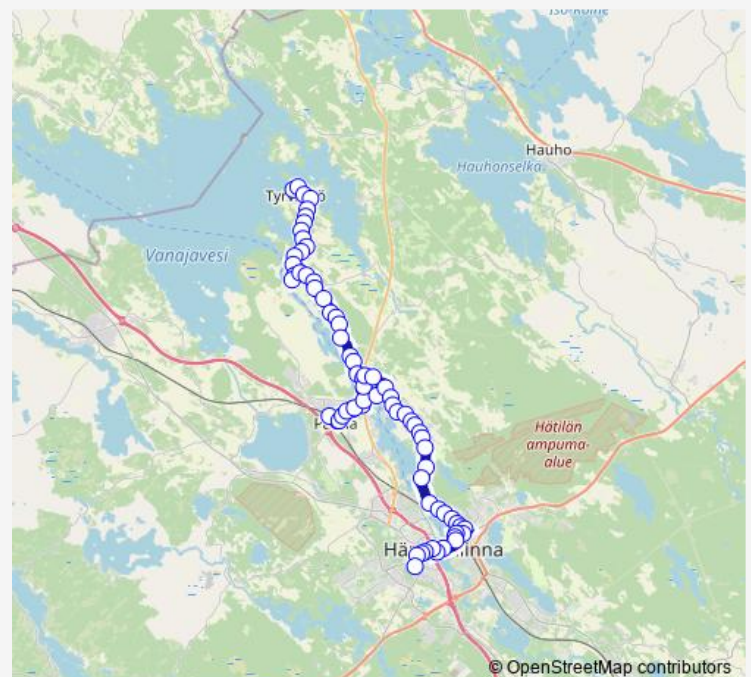 Hauho
Hauhonselkä
Vanajavesi
Hätilän
ampuma-
alue
© OpenStreetMap contributors